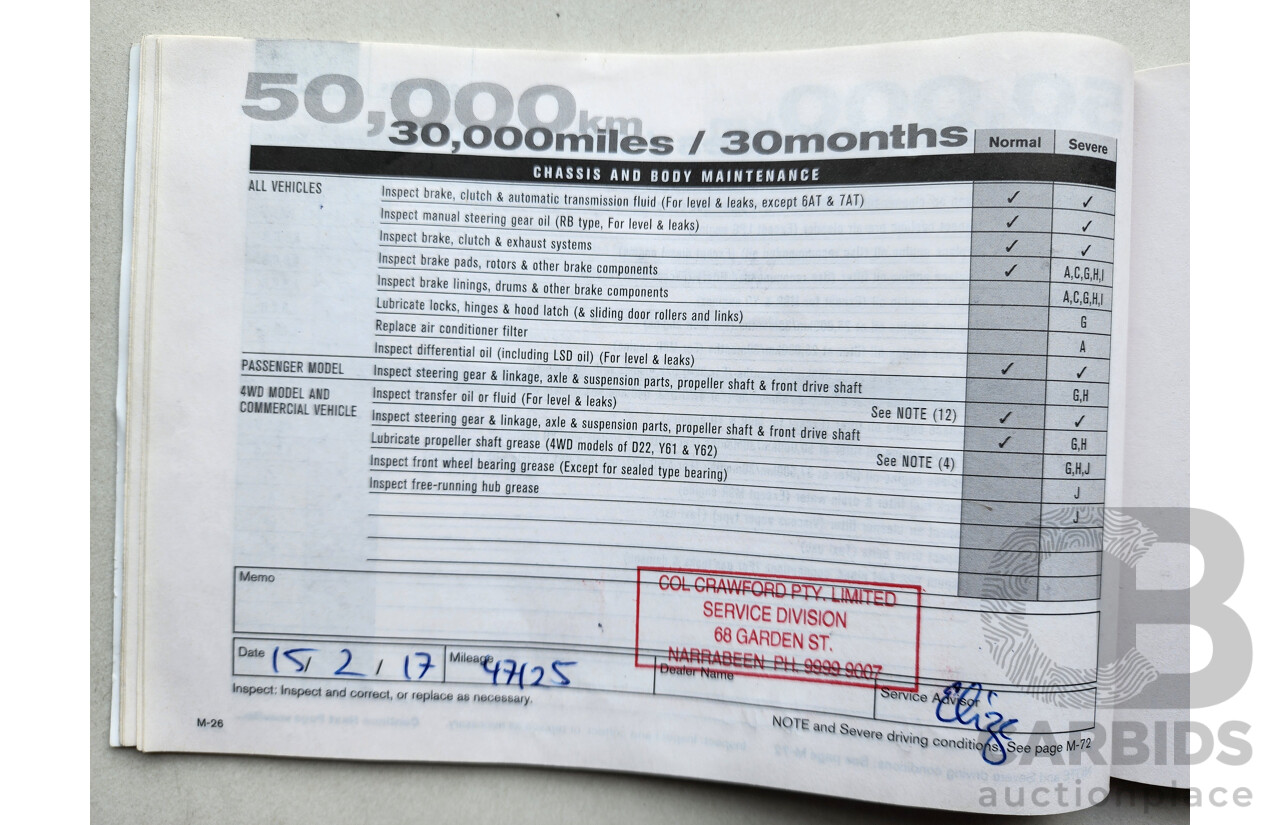 50,000km
30,000miles / 30months
Normal Severe
CHASSIS AND BODY MAINTENANCE
ALL VEHICLES
Inspect brake, clutch & automatic transmission fluid (For level & leaks, except 6AT & 7AT) ✓ ✓
Inspect manual steering gear oil (RB type, For level & leaks) ✓ ✓
Inspect brake, clutch & exhaust systems ✓ ✓
Inspect brake pads, rotors & other brake components ✓ A,C,G,H,I
Inspect brake linings, drums & other brake components A,C,G,H,I
Lubricate locks, hinges & hood latch (& sliding door rollers and links) G
Replace air conditioner filter A
Inspect differential oil (including LSD oil) (For level & leaks) ✓ ✓
PASSENGER MODEL
Inspect steering gear & linkage, axle & suspension parts, propeller shaft & front drive shaft G,H
4WD MODEL AND
COMMERCIAL VEHICLE
Inspect transfer oil or fluid (For level & leaks) See NOTE (12) ✓ ✓
Inspect steering gear & linkage, axle & suspension parts, propeller shaft & front drive shaft ✓ G,H
Lubricate propeller shaft grease (4WD models of D22, Y61 & Y62) See NOTE (4) G,H,J
Inspect front wheel bearing grease (Except for sealed type bearing) J
Inspect free-running hub grease J
Memo
COL CRAWFORD PTY. LIMITED
SERVICE DIVISION
68 GARDEN ST.
NARRABEEN PH. 9999 9007
Date 15/ 2 / 17 Mileage 47125 Dealer Name Service Advisor
Inspect: Inspect and correct, or replace as necessary.
M-26
NOTE and Severe driving conditions: See page M-72
CARBIDS
auctionplace